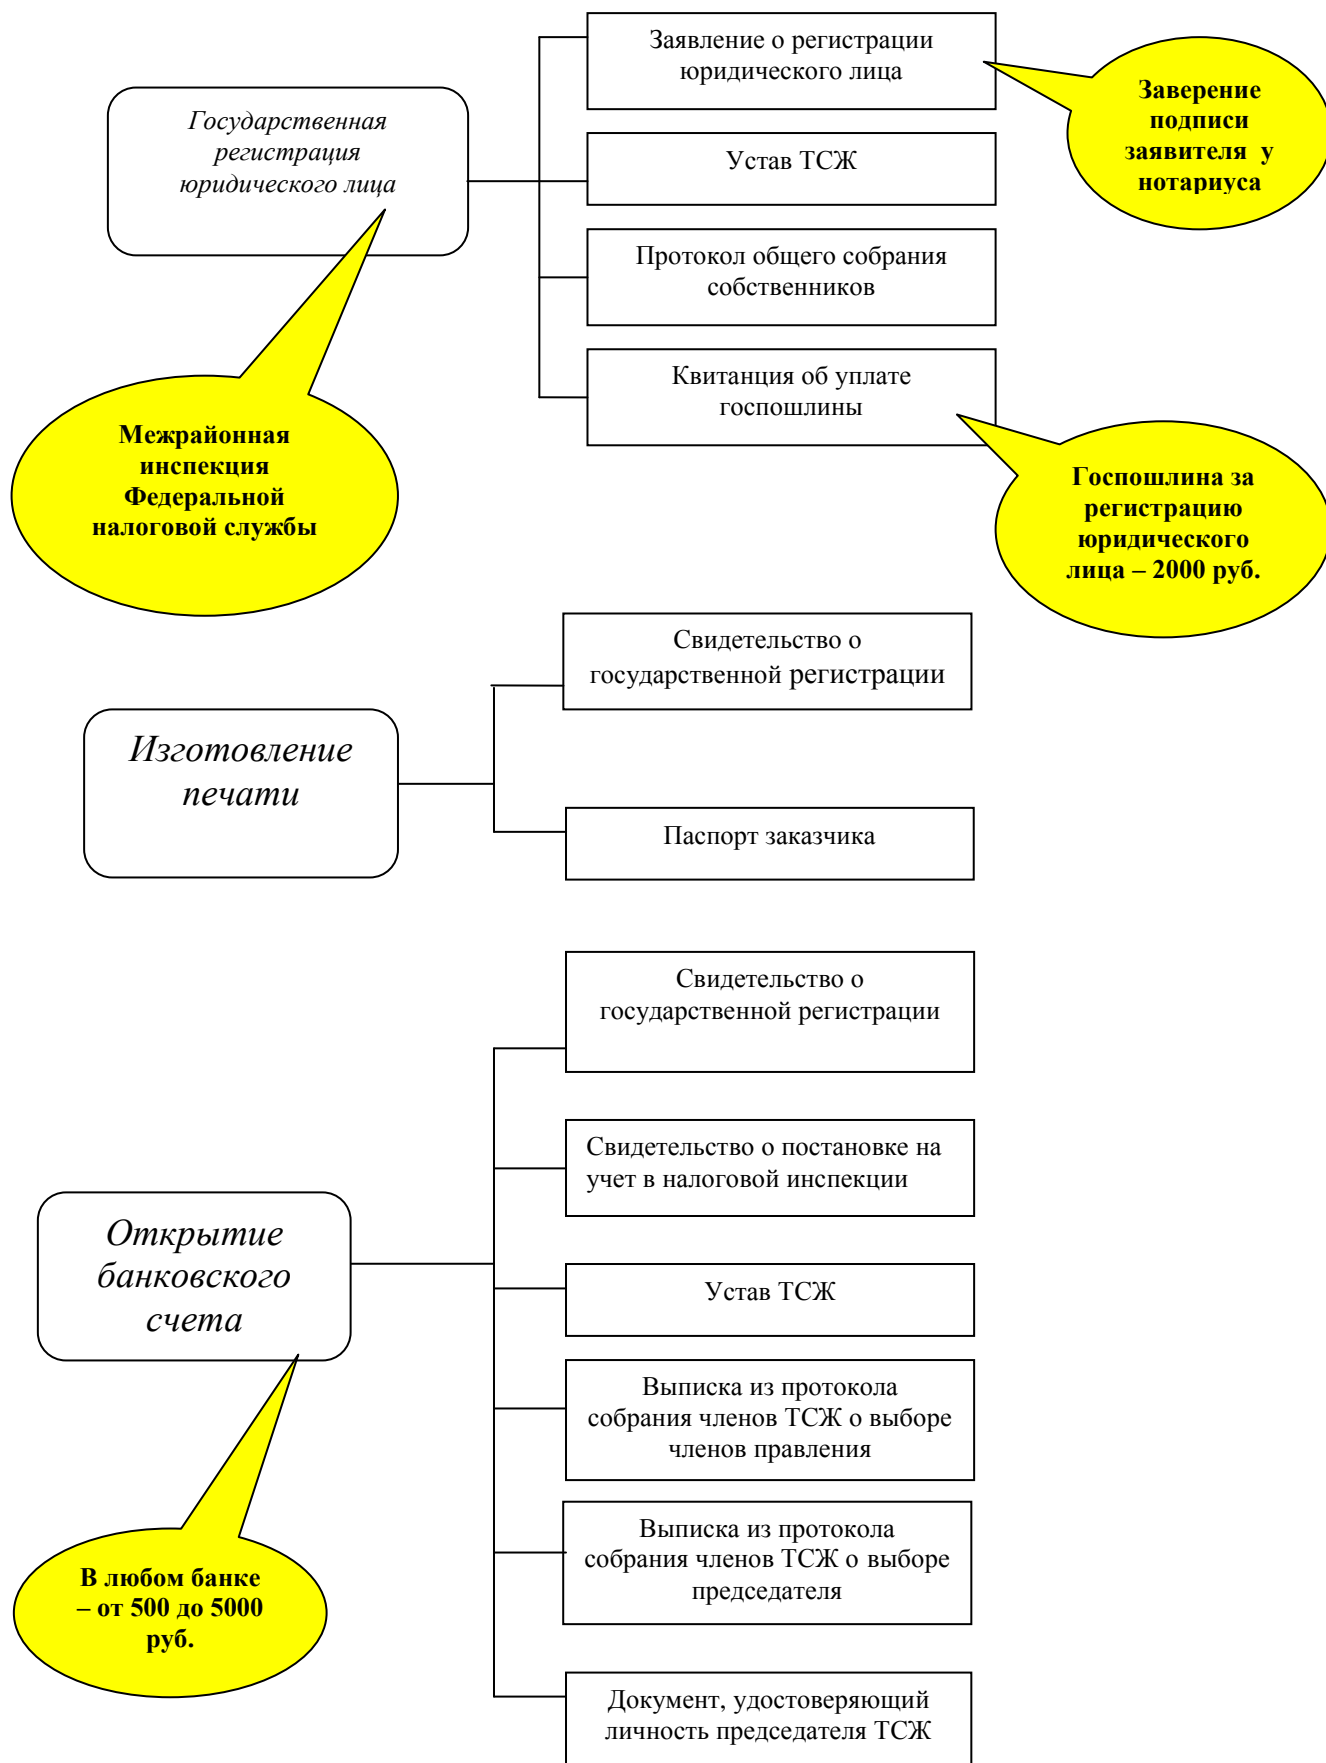 Государственная
регистрация
юридического лица
Заявление о регистрации
юридического лица
Заверение
подписи
заявителя у
нотариуса
Устав ТСЖ
Протокол общего собрания
собственников
Квитанция об уплате
госпошлины
Межрайонная
инспекция
Федеральной
налоговой службы
Госпошлина за
регистрацию
юридического
лица – 2000 руб.
Изготовление
печати
Свидетельство о
государственной регистрации
Паспорт заказчика
Открытие
банковского
счета
Свидетельство о
государственной регистрации
Свидетельство о постановке на
учет в налоговой инспекции
Устав ТСЖ
Выписка из протокола
собрания членов ТСЖ о выборе
членов правления
Выписка из протокола
собрания членов ТСЖ о выборе
председателя
Документ, удостоверяющий
личность председателя ТСЖ
В любом банке
– от 500 до 5000
руб.